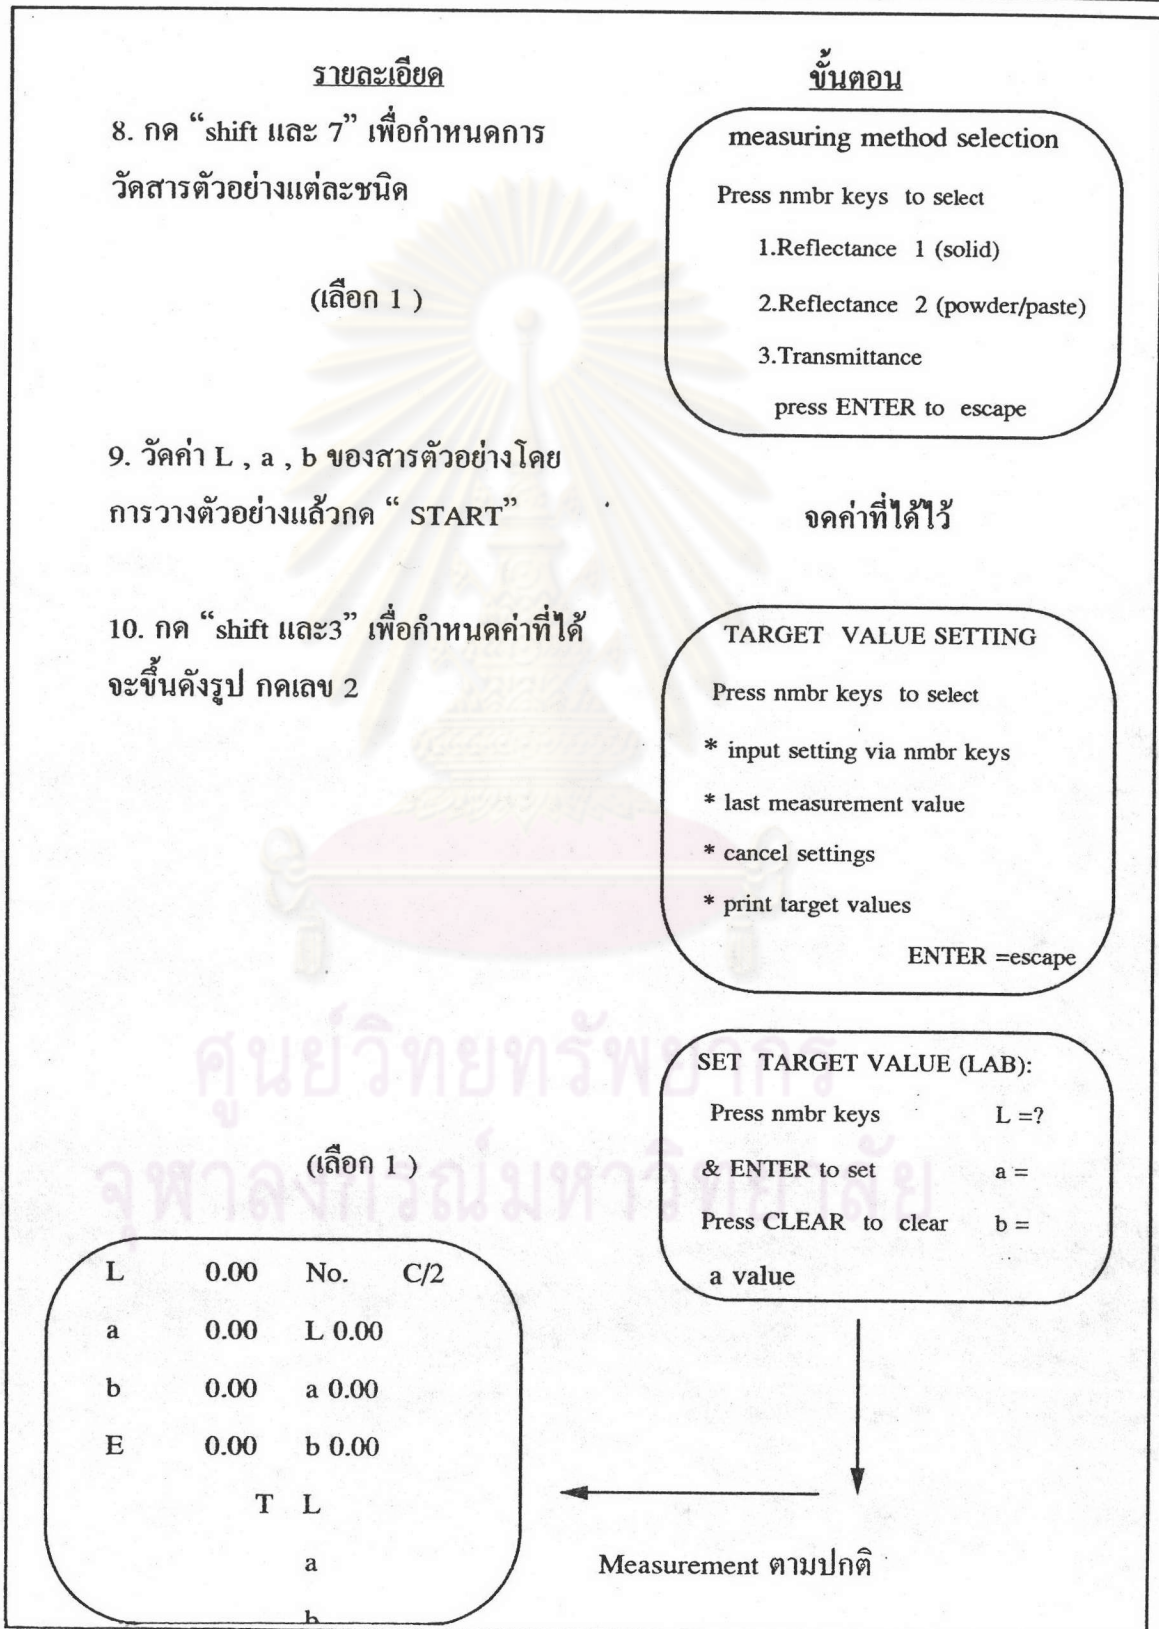 รายละเอียด
ขั้นตอน
8. กด “shift และ 7” เพื่อกำหนดการ
วัดสารตัวอย่างแต่ละชนิด
(เลือก 1 )
measuring method selection
Press nmbr keys to select
1.Reflectance 1 (solid)
2.Reflectance 2 (powder/paste)
3.Transmittance
press ENTER to escape
9. วัดค่า L , a , b ของสารตัวอย่างโดย
การวางตัวอย่างแล้วกด “ START”
จดค่าที่ได้ไว้
10. กด “shift และ3” เพื่อกำหนดค่าที่ได้
จะขึ้นดังรูป กดเลข 2
TARGET VALUE SETTING
Press nmbr keys to select
* input setting via nmbr keys
* last measurement value
* cancel settings
* print target values
ENTER =escape
ศูนย์วิทยทรัพยากร
จุฬาลงกรณ์มหาวิทยาลัย
(เลือก 1 )
SET TARGET VALUE (LAB):
Press nmbr keys L =?
& ENTER to set a =
Press CLEAR to clear b =
a value
L 0.00 No. C/2
a 0.00 L 0.00
b 0.00 a 0.00
E 0.00 b 0.00
T L
a
b
Measurement ตามปกติ